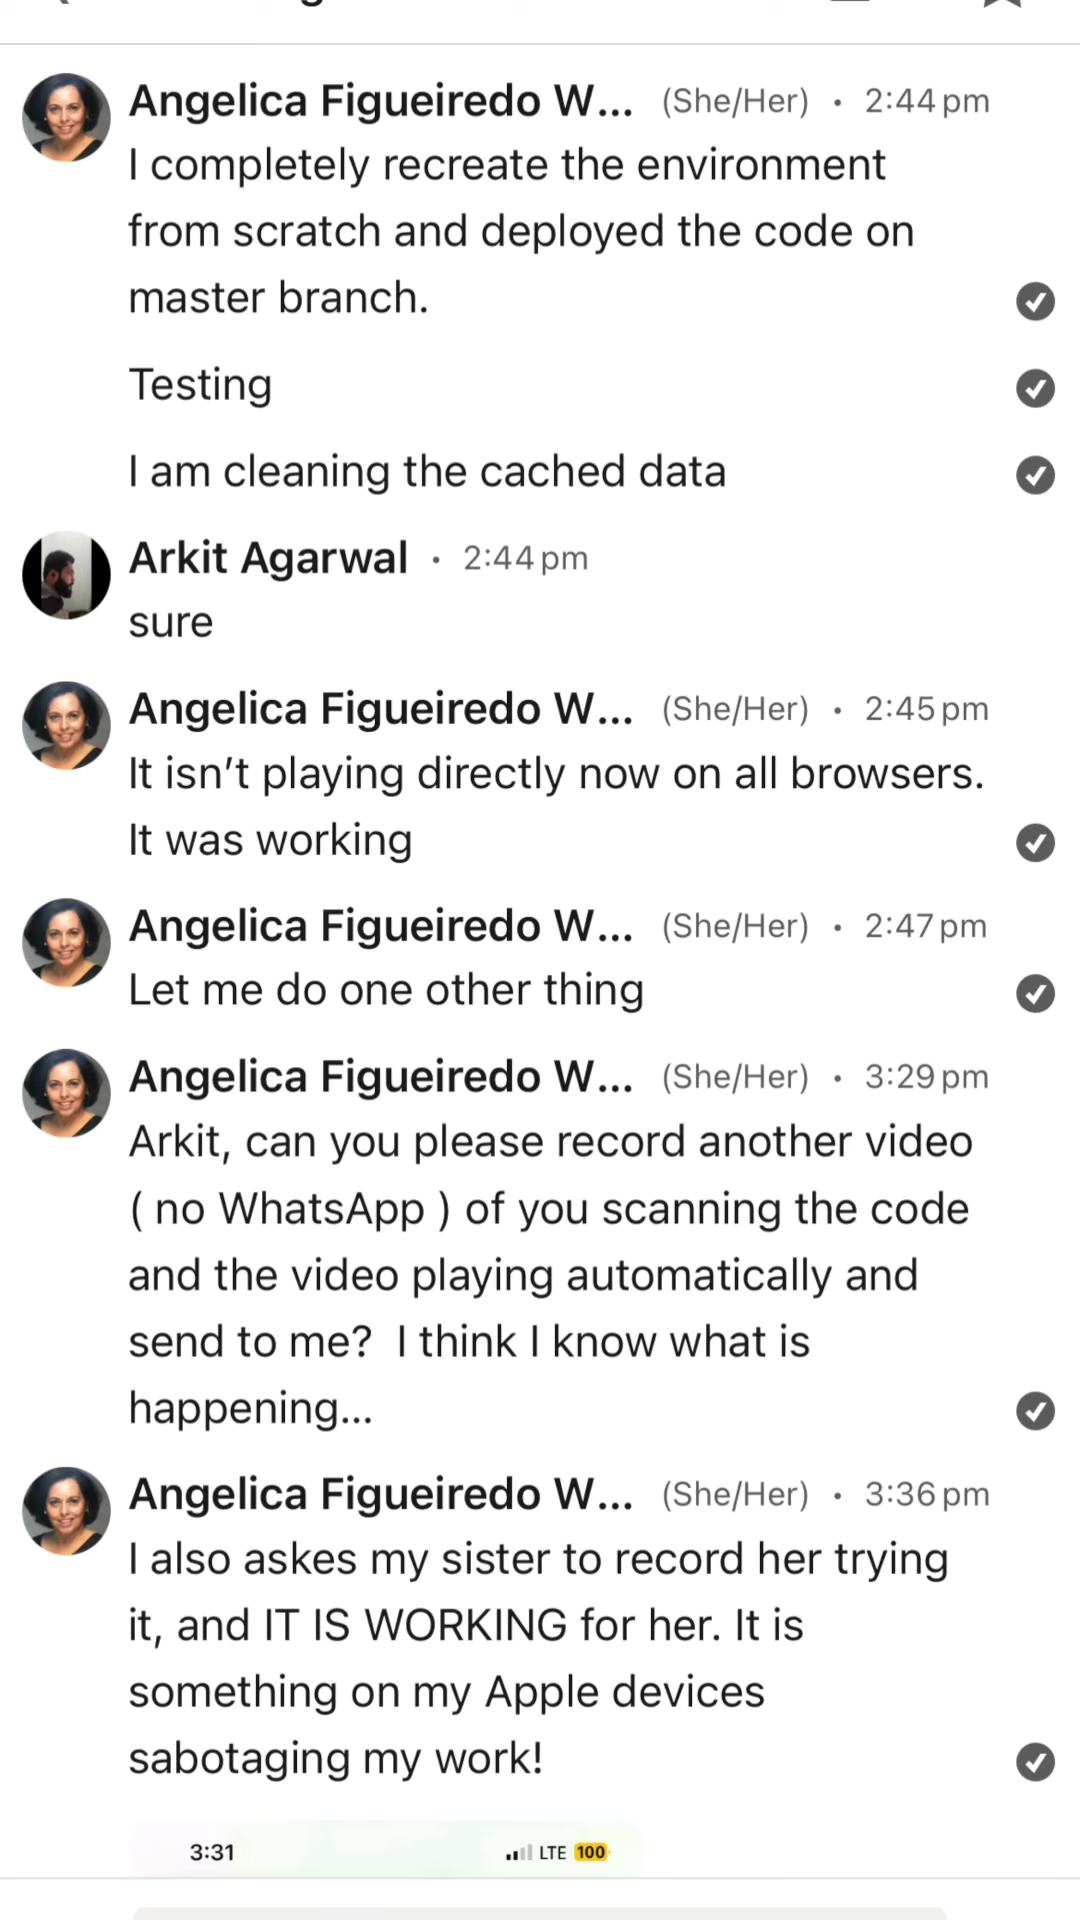 Angelica Figueiredo W... (She/Her) • 2:44 pm
I completely recreate the environment
from scratch and deployed the code on
master branch.
Testing
I am cleaning the cached data
Arkit Agarwal • 2:44 pm
sure
Angelica Figueiredo W... (She/Her) • 2:45 pm
It isn’t playing directly now on all browsers.
It was working
Angelica Figueiredo W... (She/Her) • 2:47 pm
Let me do one other thing
Angelica Figueiredo W... (She/Her) • 3:29 pm
Arkit, can you please record another video
( no WhatsApp ) of you scanning the code
and the video playing automatically and
send to me?  I think I know what is
happening...
Angelica Figueiredo W... (She/Her) • 3:36 pm
I also askes my sister to record her trying
it, and IT IS WORKING for her. It is
something on my Apple devices
sabotaging my work!
3:31 LTE 100